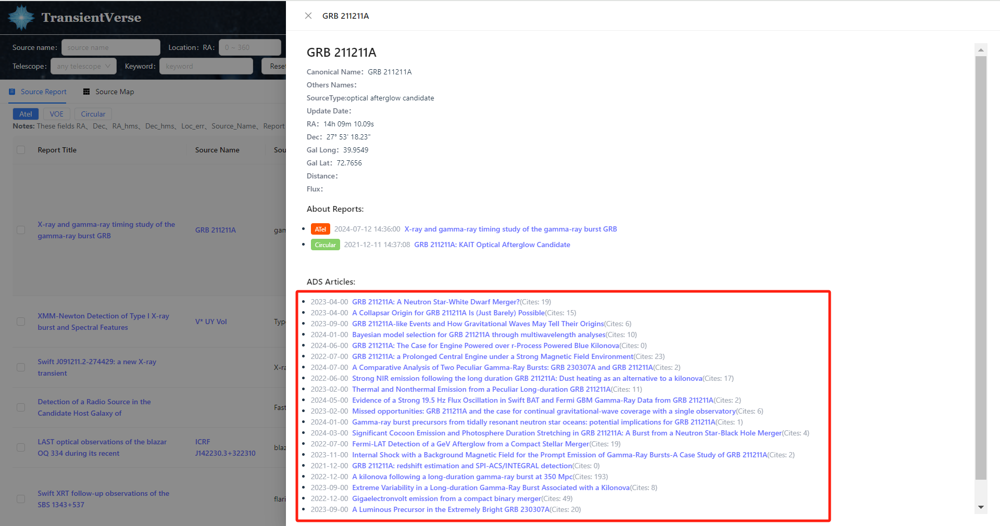 TransientVerse
Source name: source name Location: RA: 0 ~ 360
Telescope: any telescope Keyword: keyword Reset
Source Report Source Map
Atel VOE Circular
Notes: These fields RA、Dec、RA_hms、Dec_hms、Loc_err、Source_Name、Report
Report Title Source Name Sou
X-ray and gamma-ray timing study of the
gamma-ray burst GRB
GRB 211211A
gam
XMM-Newton Detection of Type I X-ray
burst and Spectral Features
V* UY Vol
Type
Swift J091211.2-274429: a new X-ray
transient
X-ra
Detection of a Radio Source in the
Candidate Host Galaxy of
Fast
LAST optical observations of the blazar
OQ 334 during its recent
ICRF
J142230.3+322310
blaz
Swift XRT follow-up observations of the
SBS 1343+537
flari
GRB 211211A
GRB 211211A
Canonical Name: GRB 211211A
Others Names:
SourceType:optical afterglow candidate
Update Date:
RA: 14h 09m 10.09s
Dec: 27° 53' 18.23"
Gal Long: 39.9549
Gal Lat: 72.7656
Distance:
Flux:
About Reports:
ATel 2024-07-12 14:36:00 X-ray and gamma-ray timing study of the gamma-ray burst GRB
Circular 2021-12-11 14:37:08 GRB 211211A: KAIT Optical Afterglow Candidate
ADS Articles:
2023-04-00 GRB 211211A: A Neutron Star-White Dwarf Merger?(Cites: 19)
2023-04-00 A Collapsar Origin for GRB 211211A Is (Just Barely) Possible(Cites: 15)
2023-09-00 GRB 211211A-like Events and How Gravitational Waves May Tell Their Origins(Cites: 6)
2024-01-00 Bayesian model selection for GRB 211211A through multiwavelength analyses(Cites: 10)
2024-06-00 GRB 211211A: The Case for Engine Powered over r-Process Powered Blue Kilonova(Cites: 0)
2022-07-00 GRB 211211A: a Prolonged Central Engine under a Strong Magnetic Field Environment(Cites: 23)
2024-07-00 A Comparative Analysis of Two Peculiar Gamma-Ray Bursts: GRB 230307A and GRB 211211A(Cites: 2)
2022-06-00 Strong NIR emission following the long duration GRB 211211A: Dust heating as an alternative to a kilonova(Cites: 17)
2023-02-00 Thermal and Nonthermal Emission from a Peculiar Long-duration GRB 211211A(Cites: 11)
2024-05-00 Evidence of a Strong 19.5 Hz Flux Oscillation in Swift BAT and Fermi GBM Gamma-Ray Data from GRB 211211A(Cites: 2)
2023-02-00 Missed opportunities: GRB 211211A and the case for continual gravitational-wave coverage with a single observatory(Cites: 6)
2024-01-00 Gamma-ray burst precursors from tidally resonant neutron star oceans: potential implications for GRB 211211A(Cites: 1)
2024-03-00 Significant Cocoon Emission and Photosphere Duration Stretching in GRB 211211A: A Burst from a Neutron Star-Black Hole Merger(Cites: 4)
2022-07-00 Fermi-LAT Detection of a GeV Afterglow from a Compact Stellar Merger(Cites: 19)
2023-11-00 Internal Shock with a Background Magnetic Field for the Prompt Emission of Gamma-Ray Bursts-A Case Study of GRB 211211A(Cites: 2)
2021-12-00 GRB 211211A: redshift estimation and SPI-ACS/INTEGRAL detection(Cites: 0)
2022-12-00 A kilonova following a long-duration gamma-ray burst at 350 Mpc(Cites: 193)
2023-09-00 Extreme Variability in a Long-duration Gamma-Ray Burst Associated with a Kilonova(Cites: 8)
2022-12-00 Gigaelectronvolt emission from a compact binary merger(Cites: 49)
2023-09-00 A Luminous Precursor in the Extremely Bright GRB 230307A(Cites: 20)